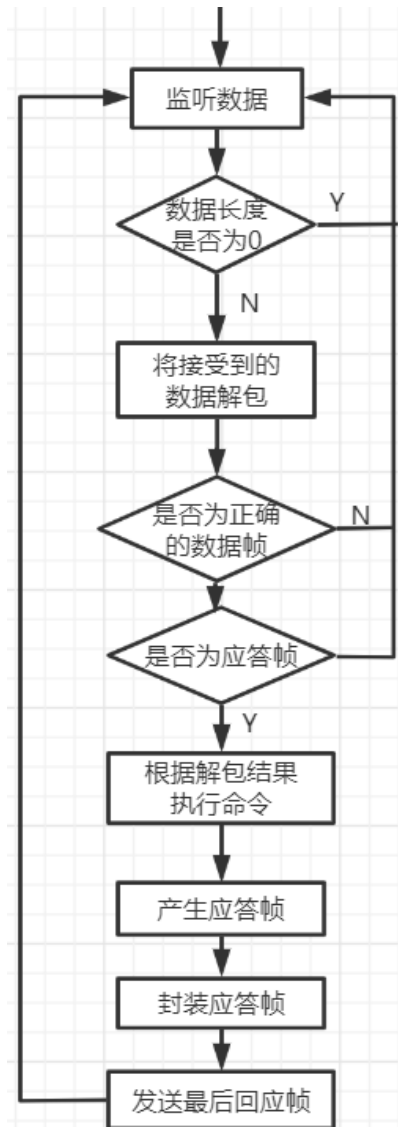 监听数据
数据长度
是否为0
Y
N
将接受到的
数据解包
是否为正确
的数据帧
N
是否为应答帧
Y
根据解包结果
执行命令
产生应答帧
封装应答帧
发送最后回应帧